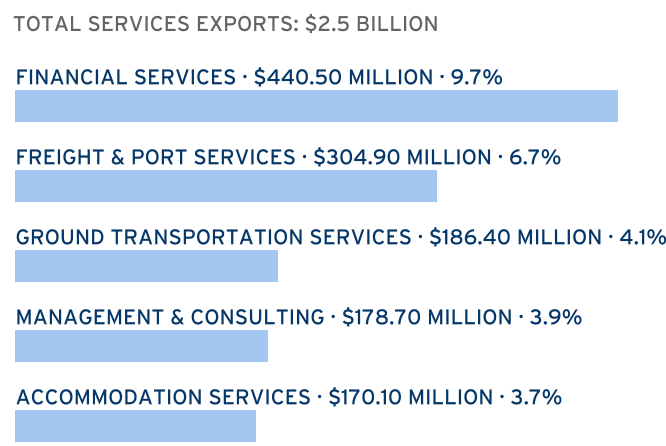 TOTAL SERVICES EXPORTS: $2.5 BILLION
FINANCIAL SERVICES · $440.50 MILLION · 9.7%
FREIGHT & PORT SERVICES · $304.90 MILLION · 6.7%
GROUND TRANSPORTATION SERVICES · $186.40 MILLION · 4.1%
MANAGEMENT & CONSULTING · $178.70 MILLION · 3.9%
ACCOMMODATION SERVICES · $170.10 MILLION · 3.7%